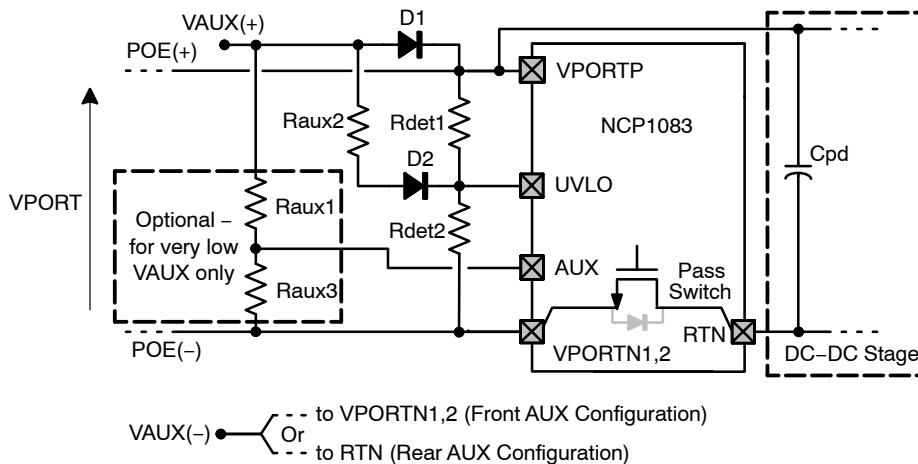 D1
VAUX(+)
POE(+)
VPORTP
Raux2
Rdet1
NCP1083
Cpd
D2
UVLO
VPORT
Optional –
for very low
VAUX only
Raux1
Rdet2
AUX
Pass
Switch
Raux3
RTN
POE(–)
VPORTN1,2
DC–DC Stage
to VPORTN1,2 (Front AUX Configuration)
VAUX(–)
Or
to RTN (Rear AUX Configuration)